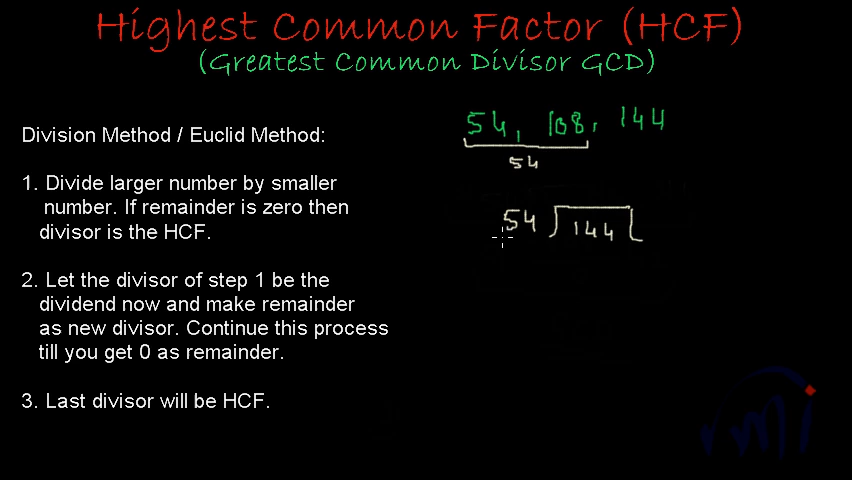 Highest Common Factor (HCF)
(Greatest Common Divisor GCD)
54, 108, 144
54
Division Method / Euclid Method:
1. Divide larger number by smaller
number. If remainder is zero then
divisor is the HCF.
54 ) 144 (
2. Let the divisor of step 1 be the
dividend now and make remainder
as new divisor. Continue this process
till you get 0 as remainder.
3. Last divisor will be HCF.
rmi